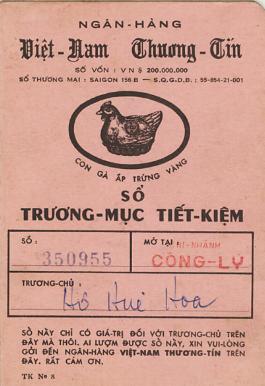 NGÂN-HÀNG
Việt-Nam Thương-Tín
SỐ VỐN : VN$ 200.000.000
SỐ THƯƠNG MẠI : SAIGON 156 B — S.Q.G.D.B. : 55-854-21-001
CON GÀ ẤP TRỨNG VÀNG
SỔ
TRƯƠNG-MỤC TIẾT-KIỆM
SỐ :
350955
MỞ TẠI :
CHI-NHÁNH
CÔNG-LÝ
TRƯƠNG-CHỦ :
Hồ Huê Hoa
SỔ NÀY CHỈ CÓ GIÁ-TRỊ ĐỐI VỚI TRƯƠNG-CHỦ TRÊN
ĐÂY MÀ THÔI. AI LƯỢM ĐƯỢC SỔ NÀY, XIN VUI-LÒNG
GỞI ĐẾN NGÂN-HÀNG VIỆT-NAM THƯƠNG-TÍN TRÊN
ĐÂY. RẤT CÁM ƠN.
TK Nº 8